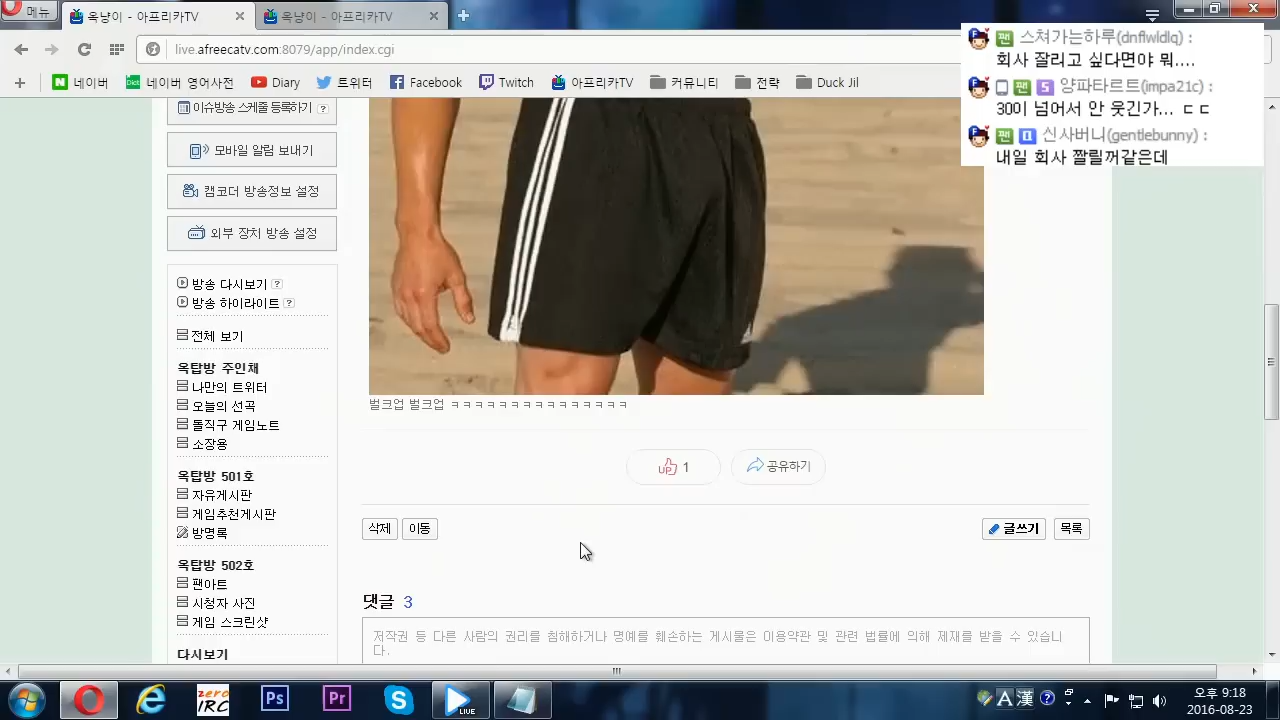 메뉴
옥냥이 - 아프리카TV
옥냥이 - 아프리카TV
live.afreecatv.com:8079/app/index.cgi
네이버
네이버 영어사전
Diany
트위터
Facebook
Twitch
아프리카TV
커뮤니티
전략
Duck Jil
스쳐가는하루(dnflwldlq) :
회사 잘리고 싶다면야 뭐....
양파타르트(impa21c) :
30이 넘어서 안 웃긴가... ㄷㄷ
신사버니(gentlebunny) :
내일 회사 짤릴꺼같은데
이슈방송 스케줄
모바일 알림 보내
캠코더 방송정보 설정
외부 장치 방송 설정
방송 다시보기
방송 하이라이트
전체 보기
옥탑방 주인채
나만의 트위터
오늘의 선곡
돌직구 게임노트
소장용
옥탑방 501호
자유게시판
게임추천게시판
방명록
옥탑방 502호
팬아트
시청자 사진
게임 스크린샷
다시보기
벌크업 벌크업 ㅋㅋㅋㅋㅋㅋㅋㅋㅋㅋㅋㅋㅋㅋㅋ
UP 1
공유하기
삭제
이동
글쓰기
목록
댓글 3
저작권 등 다른 사람의 권리를 침해하거나 명예를 훼손하는 게시물은 이용약관 및 관련 법률에 의해 제재를 받을 수 있습니
다.
zero
IRC
Ps
Pr
LIVE
A 漢
오후 9:18
2016-08-23